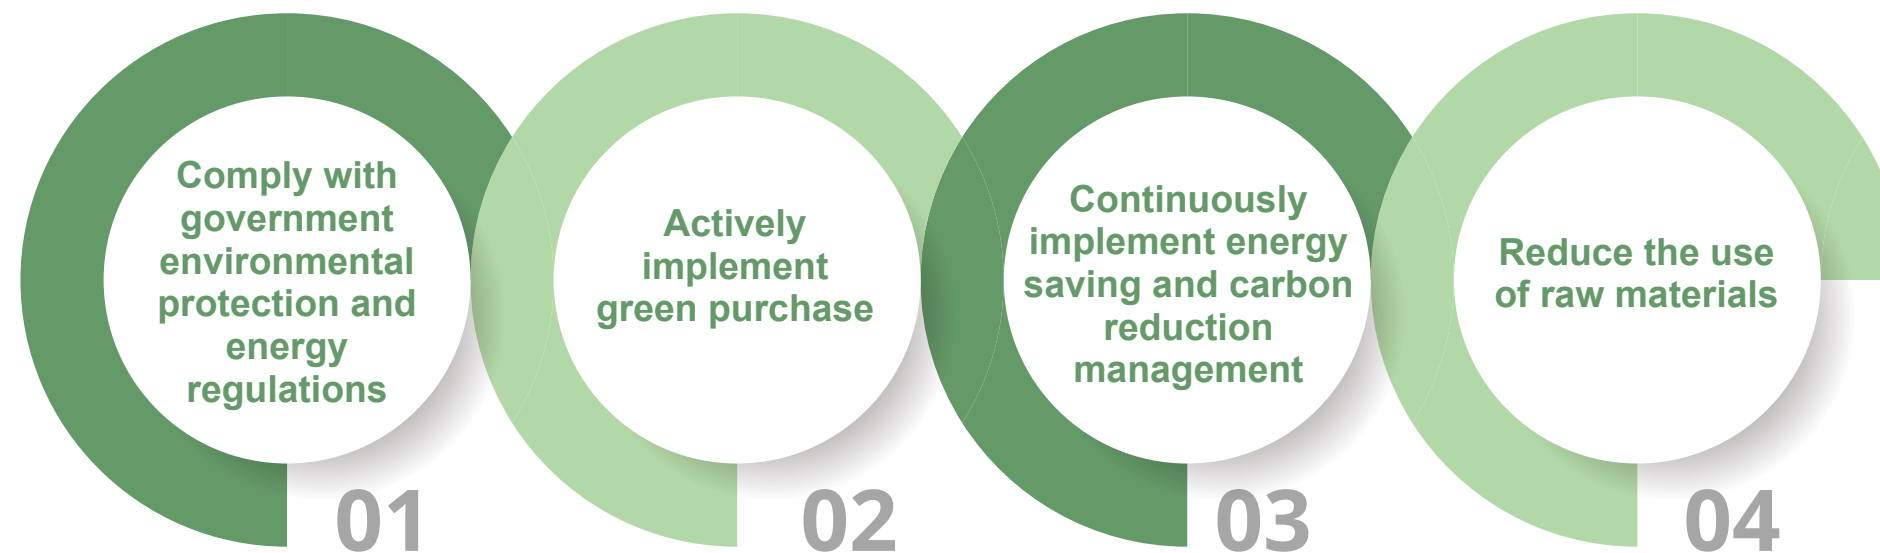 Comply with
government
environmental
protection and
energy
regulations
01
Actively
implement
green purchase
02
Continuously
implement energy
saving and carbon
reduction
management
03
Reduce the use
of raw materials
04